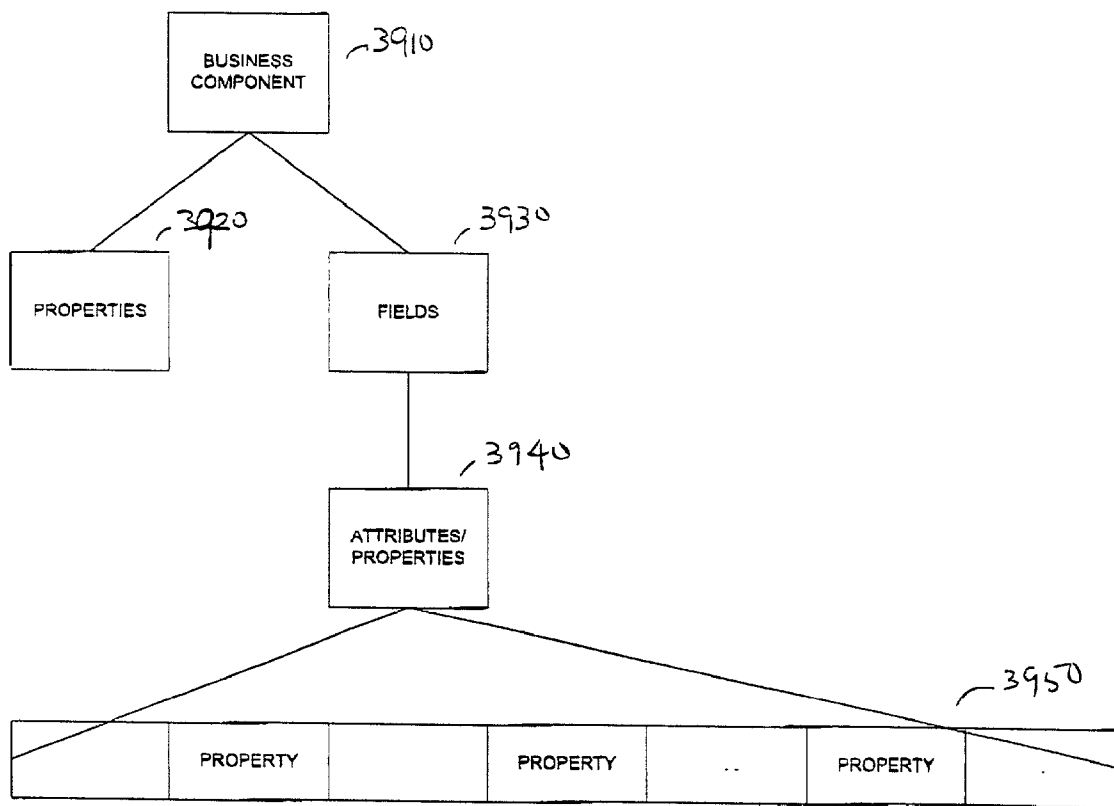 BUSINESS
COMPONENT
3910
3920
3930
PROPERTIES
FIELDS
3940
ATTRIBUTES/
PROPERTIES
3950
PROPERTY
PROPERTY
..
PROPERTY
.